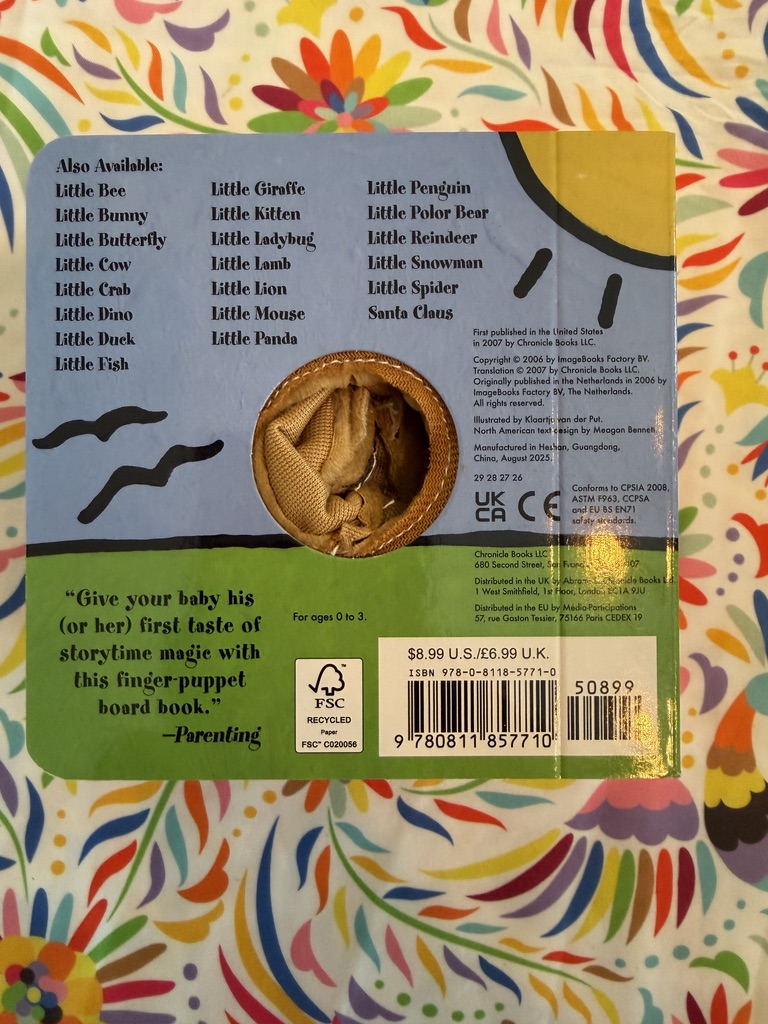 Also Available:
Little Bee
Little Bunny
Little Butterfly
Little Cow
Little Crab
Little Dino
Little Duck
Little Fish
Little Giraffe
Little Kitten
Little Ladybug
Little Lamb
Little Lion
Little Mouse
Little Panda
Little Penguin
Little Polor Bear
Little Reindeer
Little Snowman
Little Spider
Santa Claus
First published in the United States
in 2007 by Chronicle Books LLC.
Copyright © 2006 by ImageBooks Factory BV.
Translation © 2007 by Chronicle Books LLC.
Originally published in the Netherlands in 2006 by
ImageBooks Factory BV, The Netherlands.
All rights reserved.
Illustrated by Klaartje van der Put.
North American text design by Meagan Bennett
Manufactured in Heshan, Guangdong,
China, August 2025.
29 28 27 26
UK
CA CE
Conforms to CPSIA 2008,
ASTM F963, CCPSA
and EU BS EN71
safety standards.
Chronicle Books LLC
680 Second Street, San
Distributed in the UK by Abrams & Chronicle Books Ltd
1 West Smithfield, 1st Floor, London EC1A 9JU
Distributed in the EU by Média-Participations
57, rue Gaston Tessier, 75166 Paris CEDEX 19
“Give your baby his
(or her) first taste of
storytime magic with
this finger-puppet
board book.”
—Parenting
For ages 0 to 3.
FSC
RECYCLED
Paper
FSC™ C020056
$8.99 U.S./£6.99 U.K.
ISBN 978-0-8118-5771-0
50899
9 780811 857710